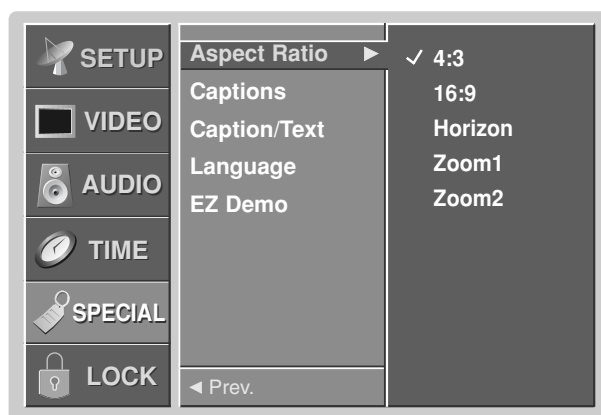 SETUP
VIDEO
AUDIO
TIME
SPECIAL
LOCK
Aspect Ratio ►
Captions
Caption/Text
Language
EZ Demo
◄ Prev.
✓ 4:3
16:9
Horizon
Zoom1
Zoom2